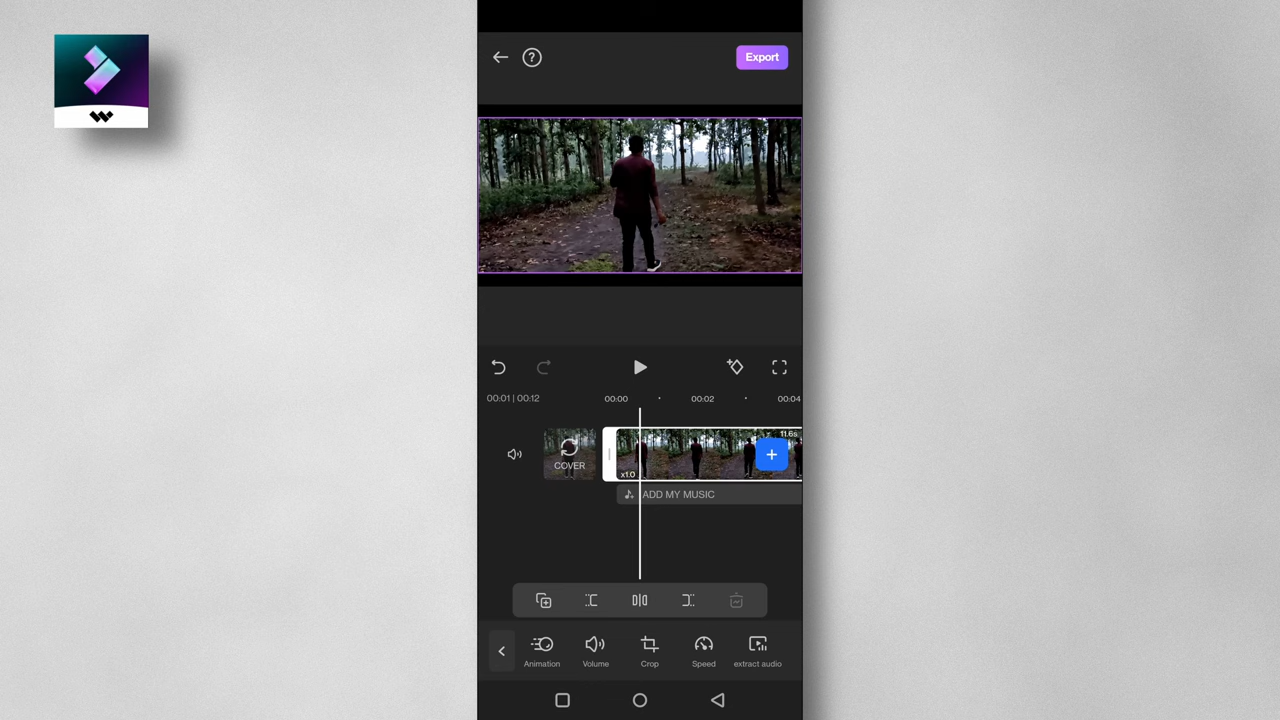 Export
00:01 | 00:12
00:00
00:02
00:04
COVER
11.6s
x1.0
ADD MY MUSIC
Animation
Volume
Crop
Speed
extract audio